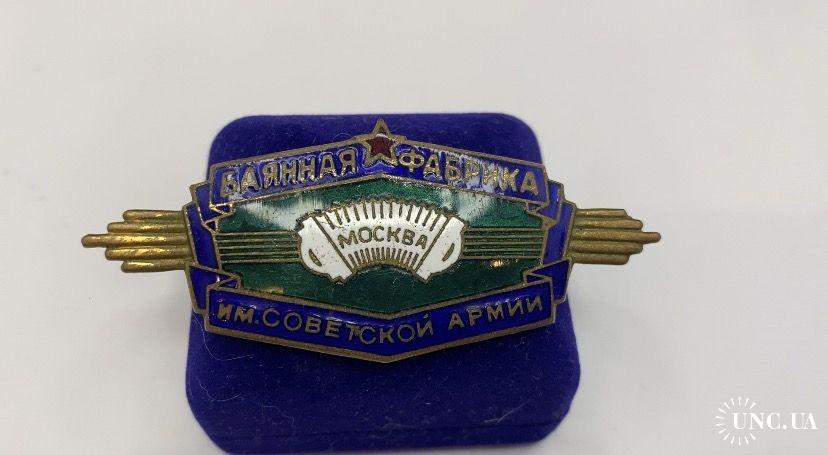 БАЯННАЯ ФАБРИКА
МОСКВА
ИМ. СОВЕТСКОЙ АРМИИ
UNC.UA